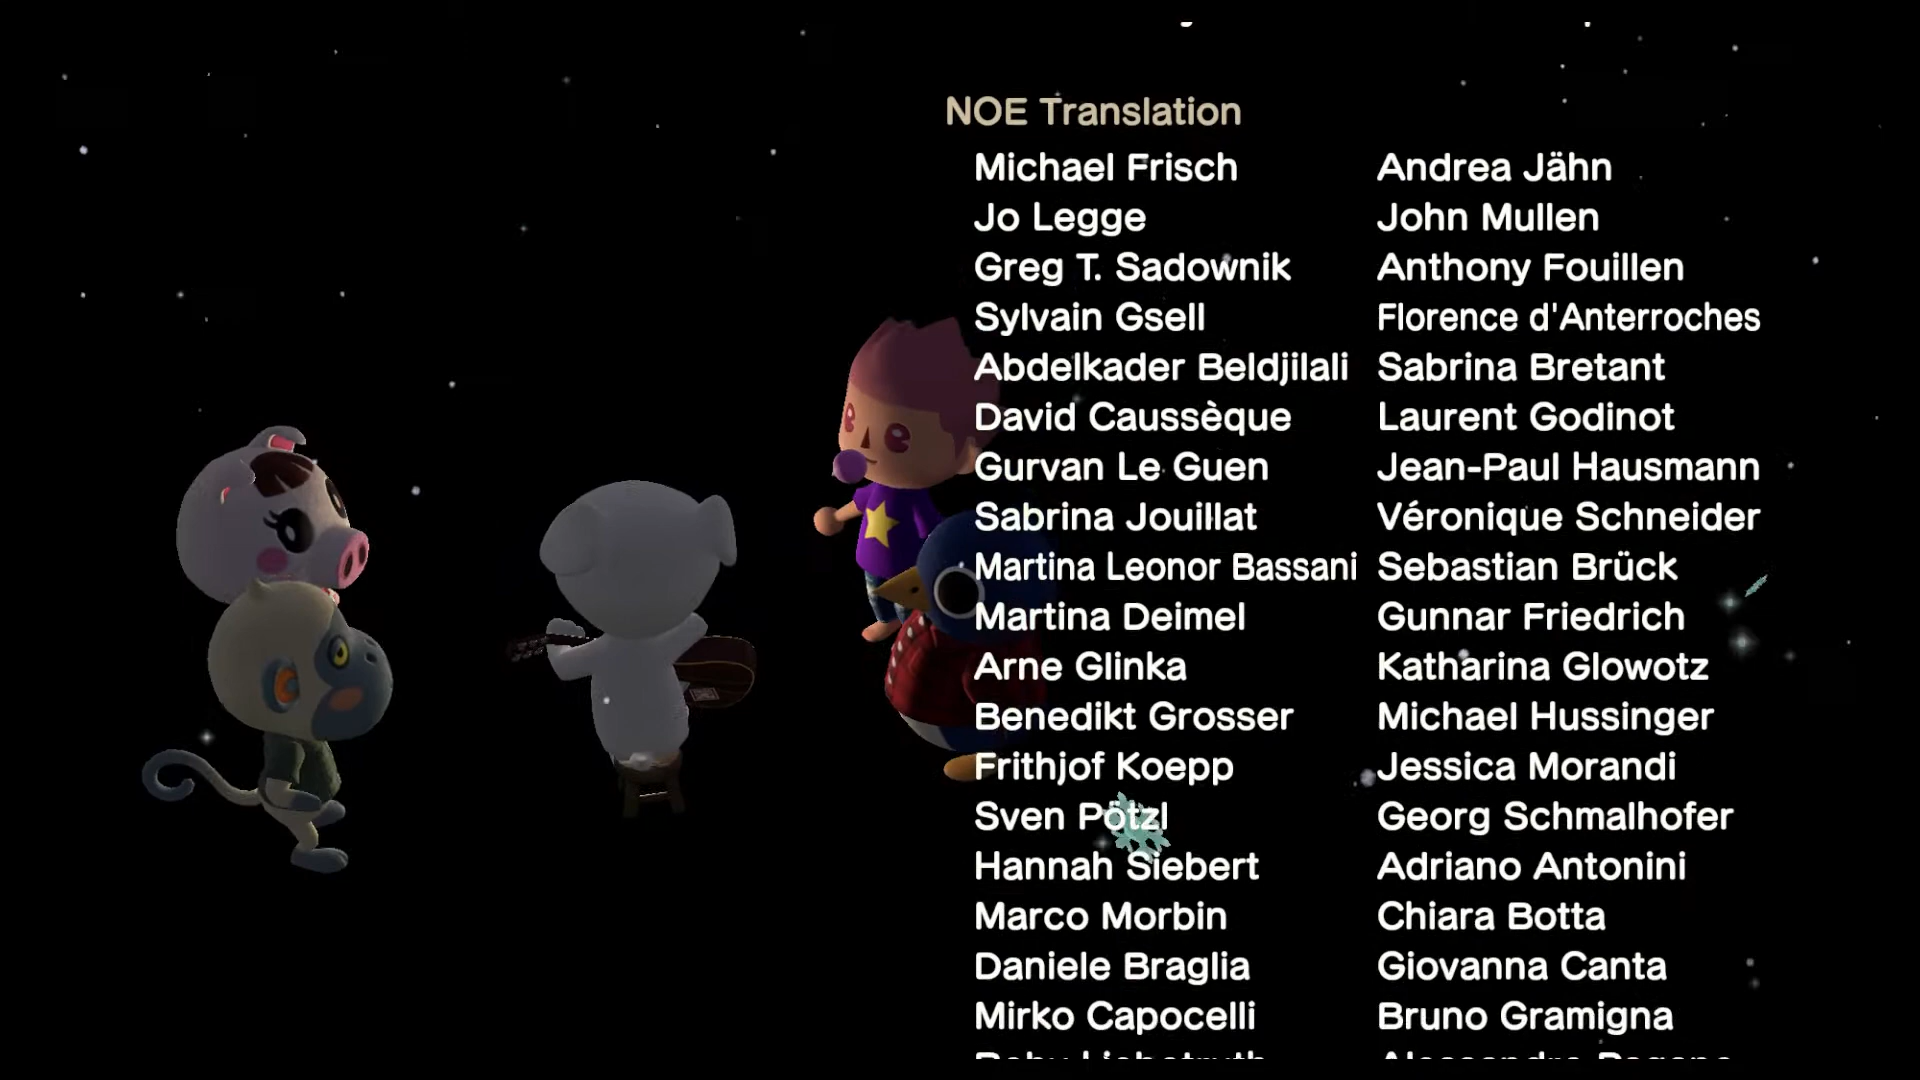 NOE Translation
Michael Frisch Andrea Jähn
Jo Legge John Mullen
Greg T. Sadownik Anthony Fouillen
Sylvain Gsell Florence d'Anterroches
Abdelkader Beldjilali Sabrina Bretant
David Caussèque Laurent Godinot
Gurvan Le Guen Jean-Paul Hausmann
Sabrina Jouillat Véronique Schneider
Martina Leonor Bassani Sebastian Brück
Martina Deimel Gunnar Friedrich
Arne Glinka Katharina Glowotz
Benedikt Grosser Michael Hussinger
Frithjof Koepp Jessica Morandi
Sven Pötzl Georg Schmalhofer
Hannah Siebert Adriano Antonini
Marco Morbin Chiara Botta
Daniele Braglia Giovanna Canta
Mirko Capocelli Bruno Gramigna